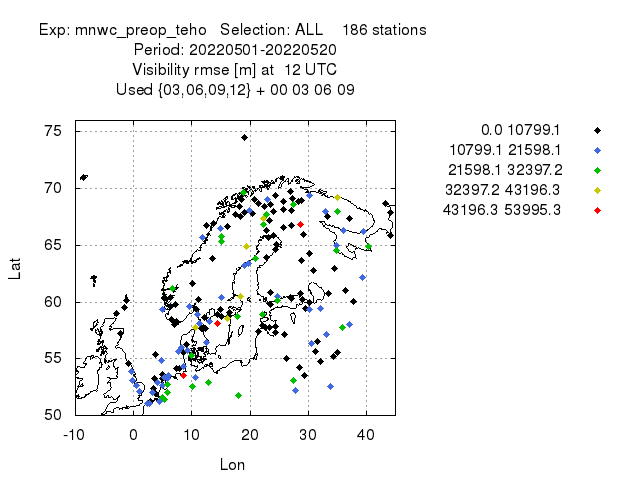 Exp: mnwc_preop_teho   Selection: ALL    186 stations
Period: 20220501-20220520
Visibility rmse [m] at  12 UTC
Used {03,06,09,12} + 00 03 06 09
75
70
65
60
55
50
Lat
-10 0 10 20 30 40
Lon
0.0 10799.1
10799.1 21598.1
21598.1 32397.2
32397.2 43196.3
43196.3 53995.3